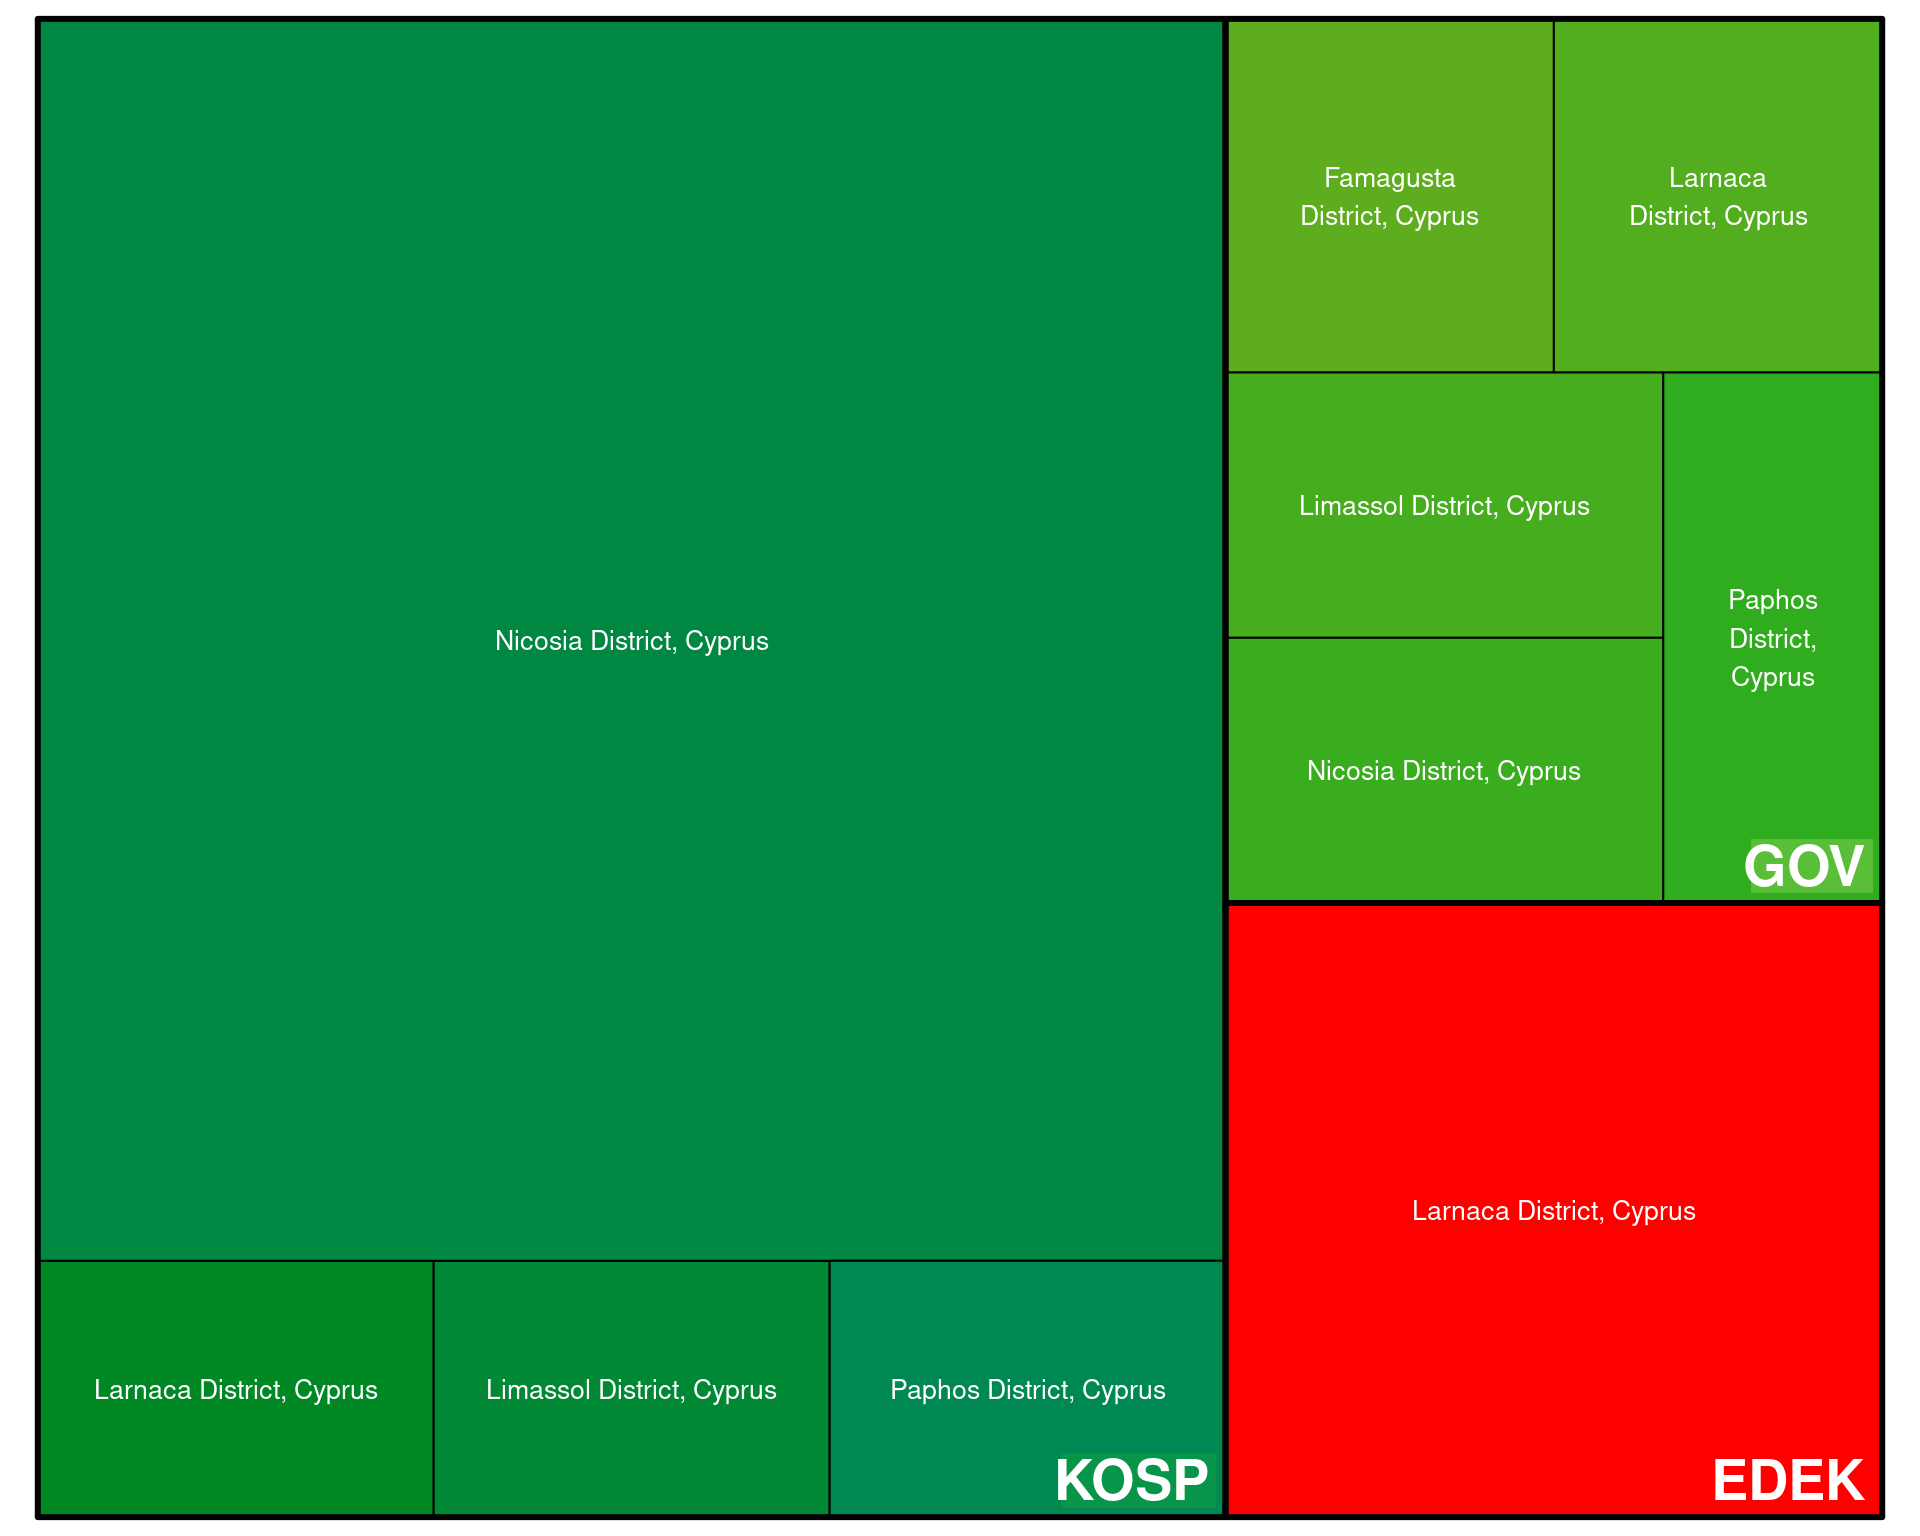 Nicosia District, Cyprus
Larnaca District, Cyprus
Limassol District, Cyprus
Paphos District, Cyprus
KOSP
Famagusta
District, Cyprus
Larnaca
District, Cyprus
Limassol District, Cyprus
Nicosia District, Cyprus
Paphos
District,
Cyprus
GOV
Larnaca District, Cyprus
EDEK